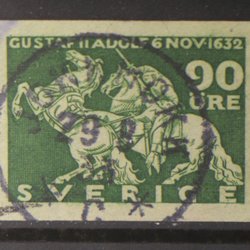 GUSTAF II ADOLF 6 NOV·1632
90
ÖRE
SVERIGE